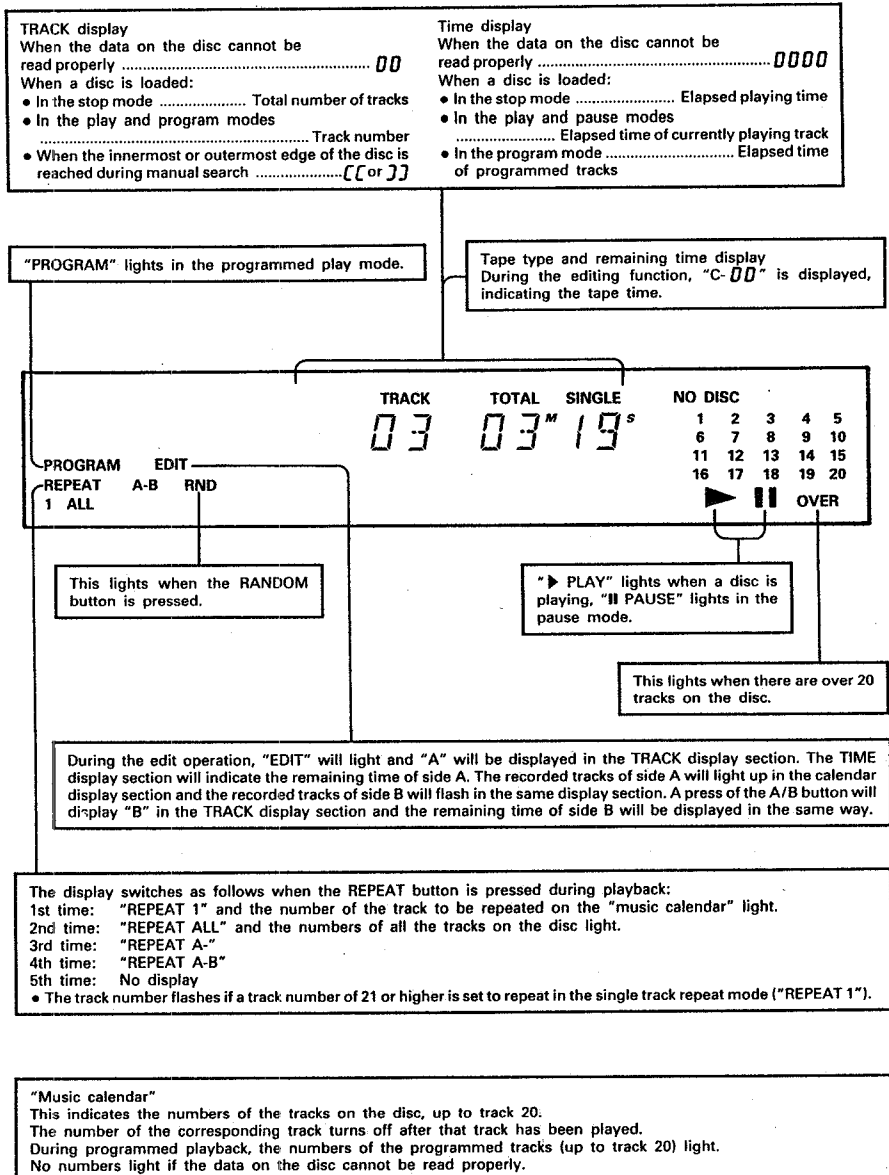 TRACK display
When the data on the disc cannot be
read properly .......... 00
When a disc is loaded:
• In the stop mode .......... Total number of tracks
• In the play and program modes
.......... Track number
• When the innermost or outermost edge of the disc is
reached during manual search .......... [[ or ]]
Time display
When the data on the disc cannot be
read properly .......... 0000
When a disc is loaded:
• In the stop mode .......... Elapsed playing time
• In the play and pause modes
.......... Elapsed time of currently playing track
• In the program mode .......... Elapsed time
of programmed tracks
"PROGRAM" lights in the programmed play mode.
Tape type and remaining time display
During the editing function, "C-00" is displayed,
indicating the tape time.
TRACK TOTAL SINGLE NO DISC
03 03 M 19 S
1 2 3 4 5
6 7 8 9 10
11 12 13 14 15
16 17 18 19 20
PROGRAM EDIT
REPEAT A-B RND
1 ALL
▶ II OVER
This lights when the RANDOM
button is pressed.
"▶ PLAY" lights when a disc is
playing, "II PAUSE" lights in the
pause mode.
This lights when there are over 20
tracks on the disc.
During the edit operation, "EDIT" will light and "A" will be displayed in the TRACK display section. The TIME
display section will indicate the remaining time of side A. The recorded tracks of side A will light up in the calendar
display section and the recorded tracks of side B will flash in the same display section. A press of the A/B button will
display "B" in the TRACK display section and the remaining time of side B will be displayed in the same way.
The display switches as follows when the REPEAT button is pressed during playback:
1st time: "REPEAT 1" and the number of the track to be repeated on the "music calendar" light.
2nd time: "REPEAT ALL" and the numbers of all the tracks on the disc light.
3rd time: "REPEAT A-"
4th time: "REPEAT A-B"
5th time: No display
• The track number flashes if a track number of 21 or higher is set to repeat in the single track repeat mode ("REPEAT 1").
"Music calendar"
This indicates the numbers of the tracks on the disc, up to track 20.
The number of the corresponding track turns off after that track has been played.
During programmed playback, the numbers of the programmed tracks (up to track 20) light.
No numbers light if the data on the disc cannot be read properly.